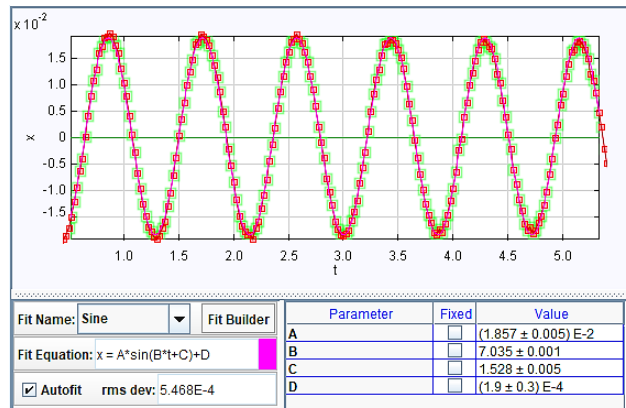 x 10⁻²
1.5
1.0
0.5
0
-0.5
-1.0
-1.5
x
1.0 1.5 2.0 2.5 3.0 3.5 4.0 4.5 5.0
t
Fit Name: Sine Fit Builder
Fit Equation: x = A*sin(B*t+C)+D
Autofit rms dev: 5.468E-4
Parameter Fixed Value
A (1.857 ± 0.005) E-2
B 7.035 ± 0.001
C 1.528 ± 0.005
D (1.9 ± 0.3) E-4